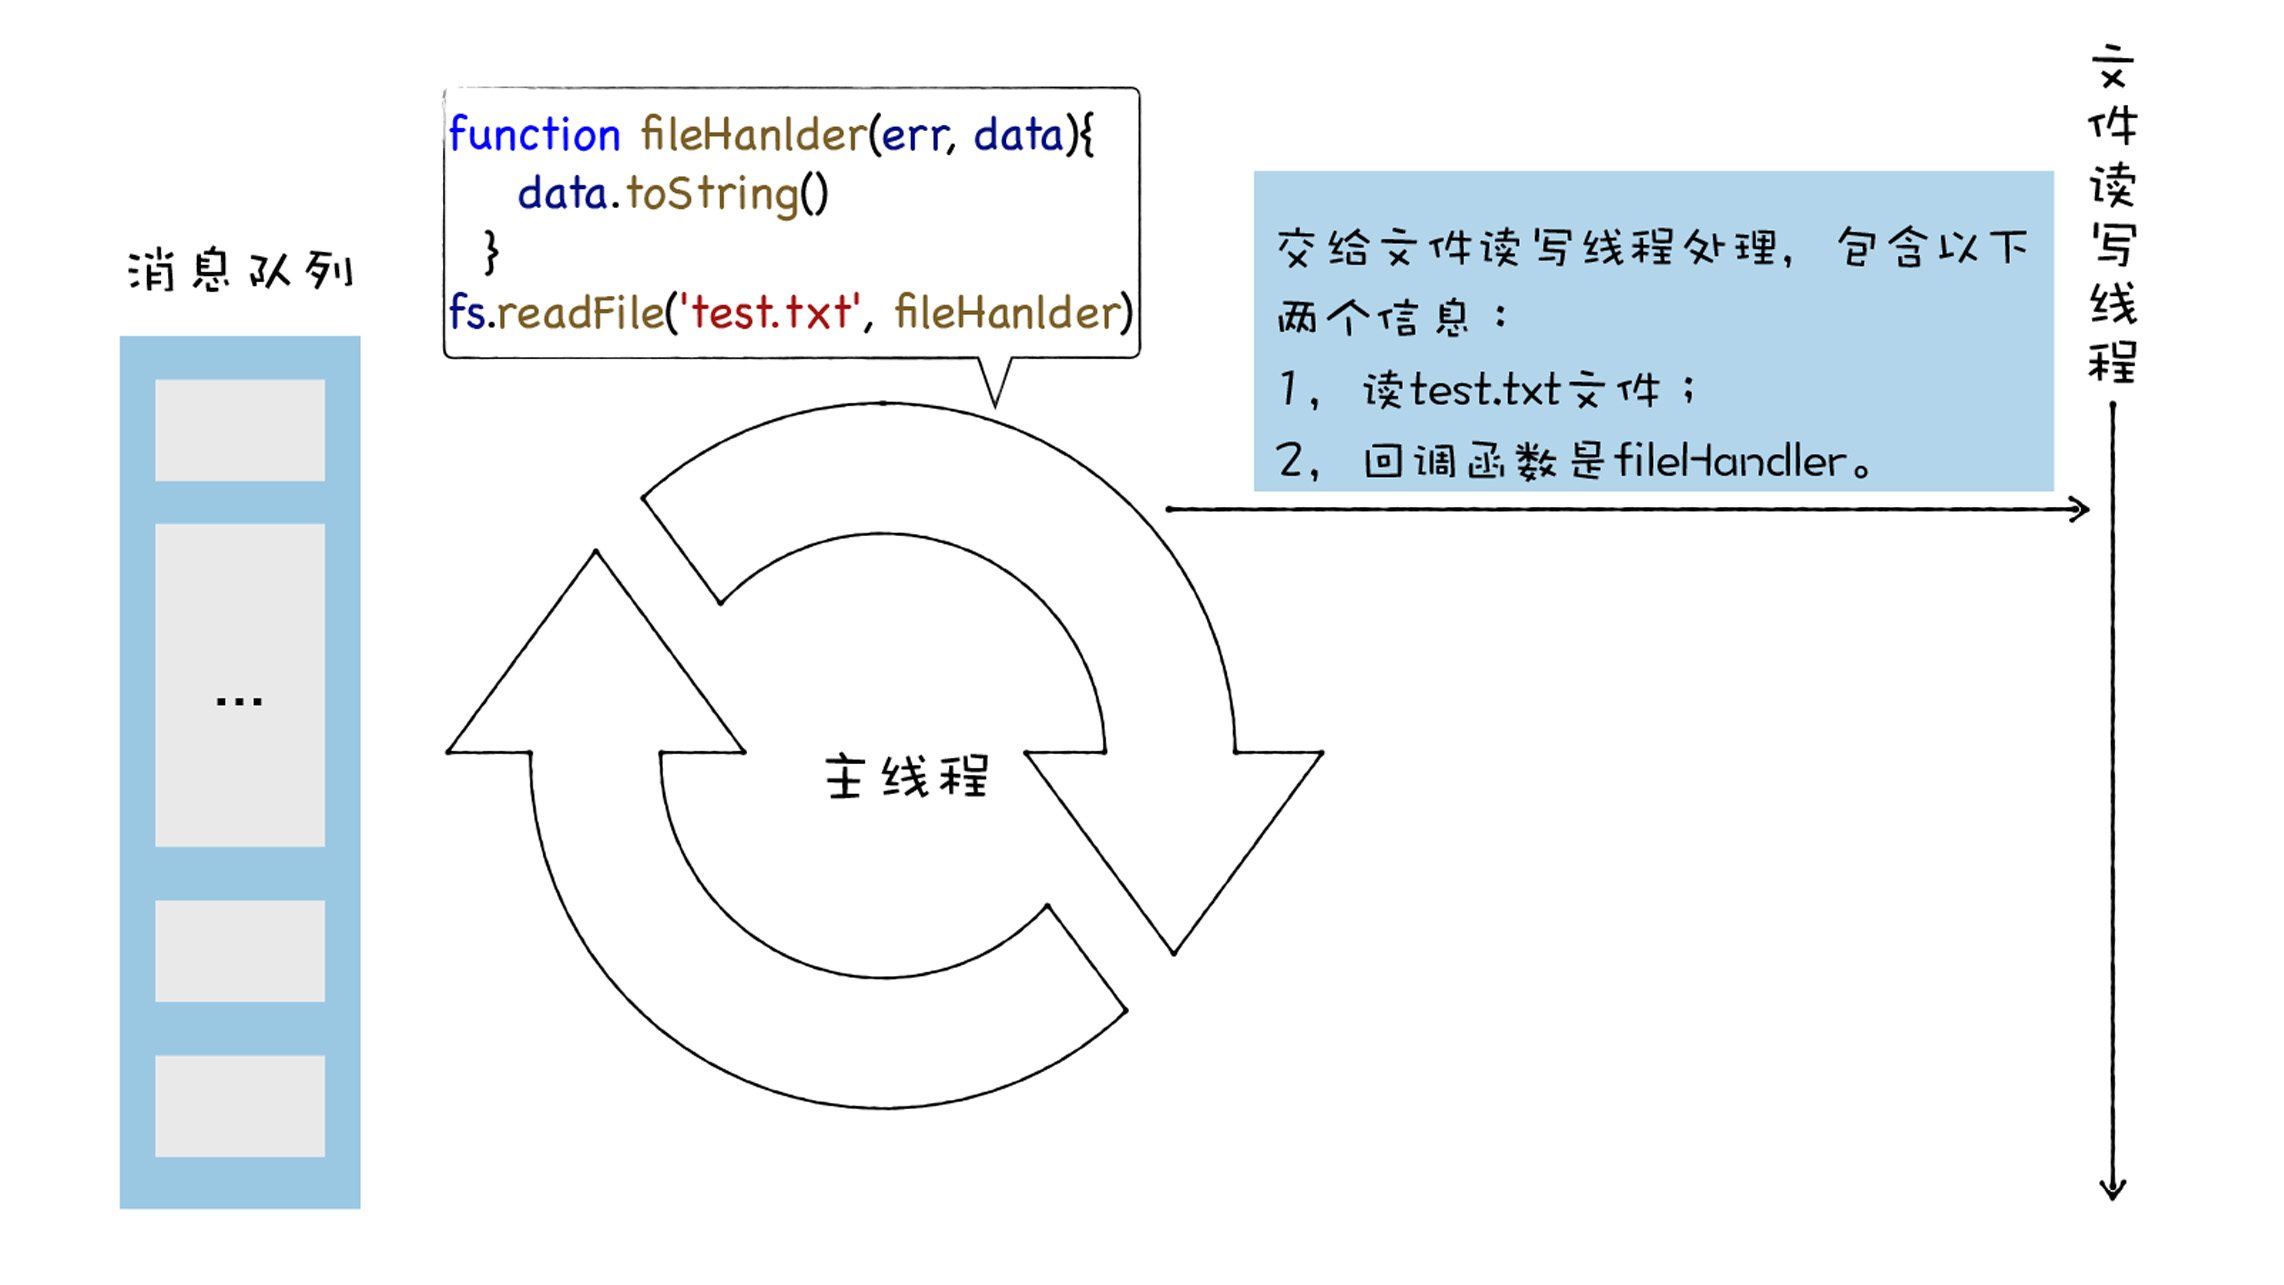 消息队列
...
function fileHanlder(err, data){
data.toString()
}
fs.readFile('test.txt', fileHanlder)
主线程
交给文件读写线程处理，包含以下
两个信息：
1，读test.txt文件；
2，回调函数是fileHandler。
文件读写线程